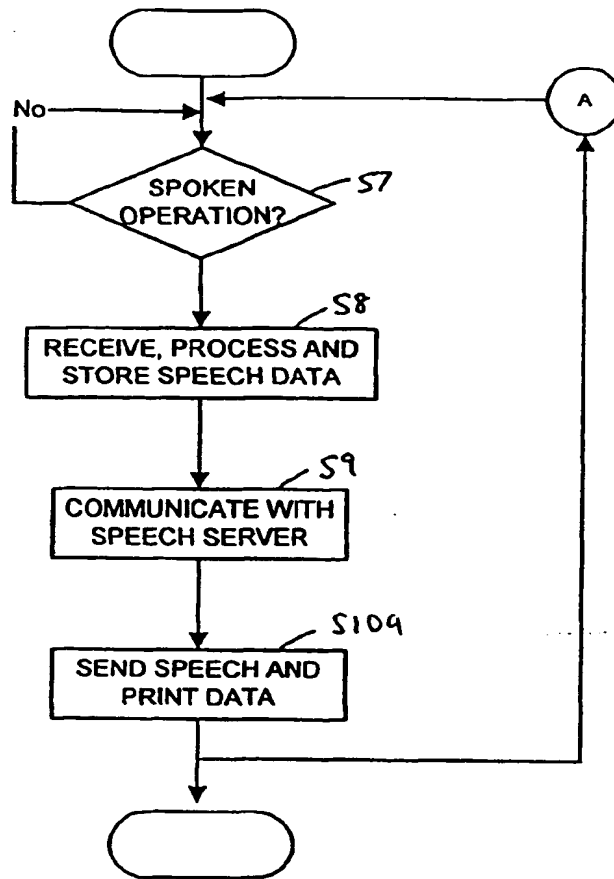 No
A
SPOKEN
OPERATION?
S7
S8
RECEIVE, PROCESS AND
STORE SPEECH DATA
S9
COMMUNICATE WITH
SPEECH SERVER
S109
SEND SPEECH AND
PRINT DATA